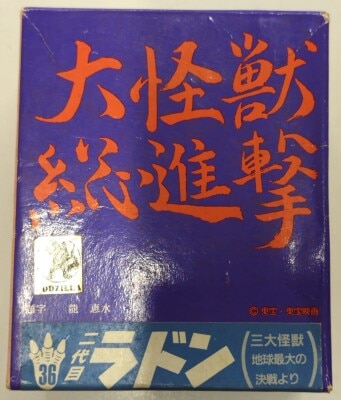 大怪獣
総進撃
GODZILLA
題字 龍 恵水
© 東宝・東宝映画
36
二代目
ラドン
三大怪獣
地球最大の
決戦より